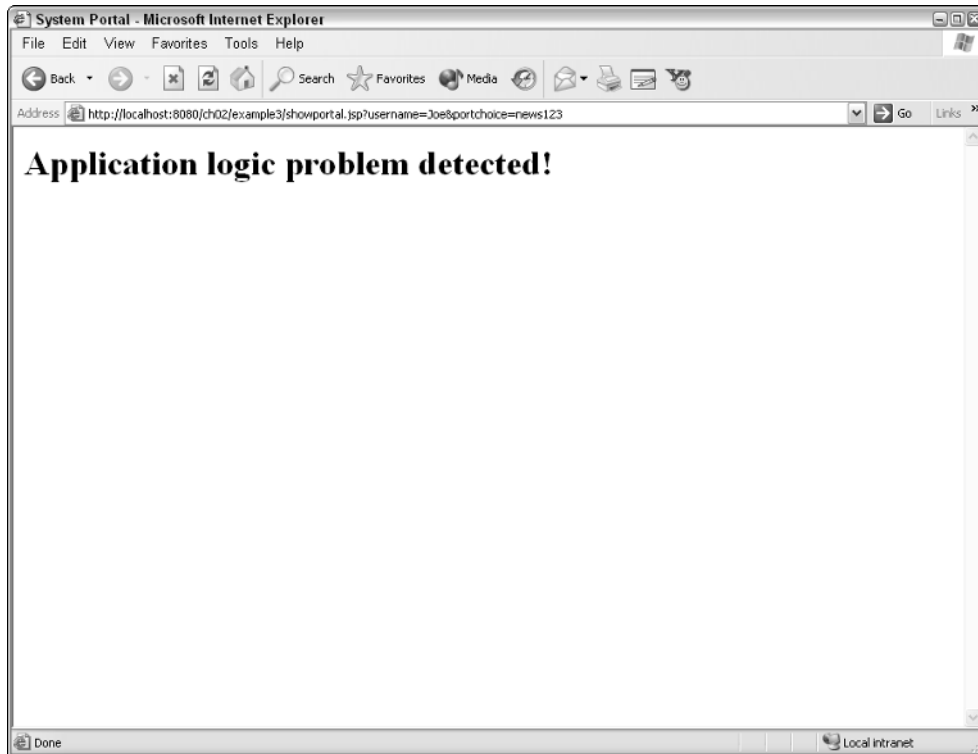 System Portal - Microsoft Internet Explorer
File Edit View Favorites Tools Help
Back Search Favorites Media
Address http://localhost:8080/ch02/example3/showportal.jsp?username=Joe&portchoice=news123 Go Links »
Application logic problem detected!
Done Local intranet